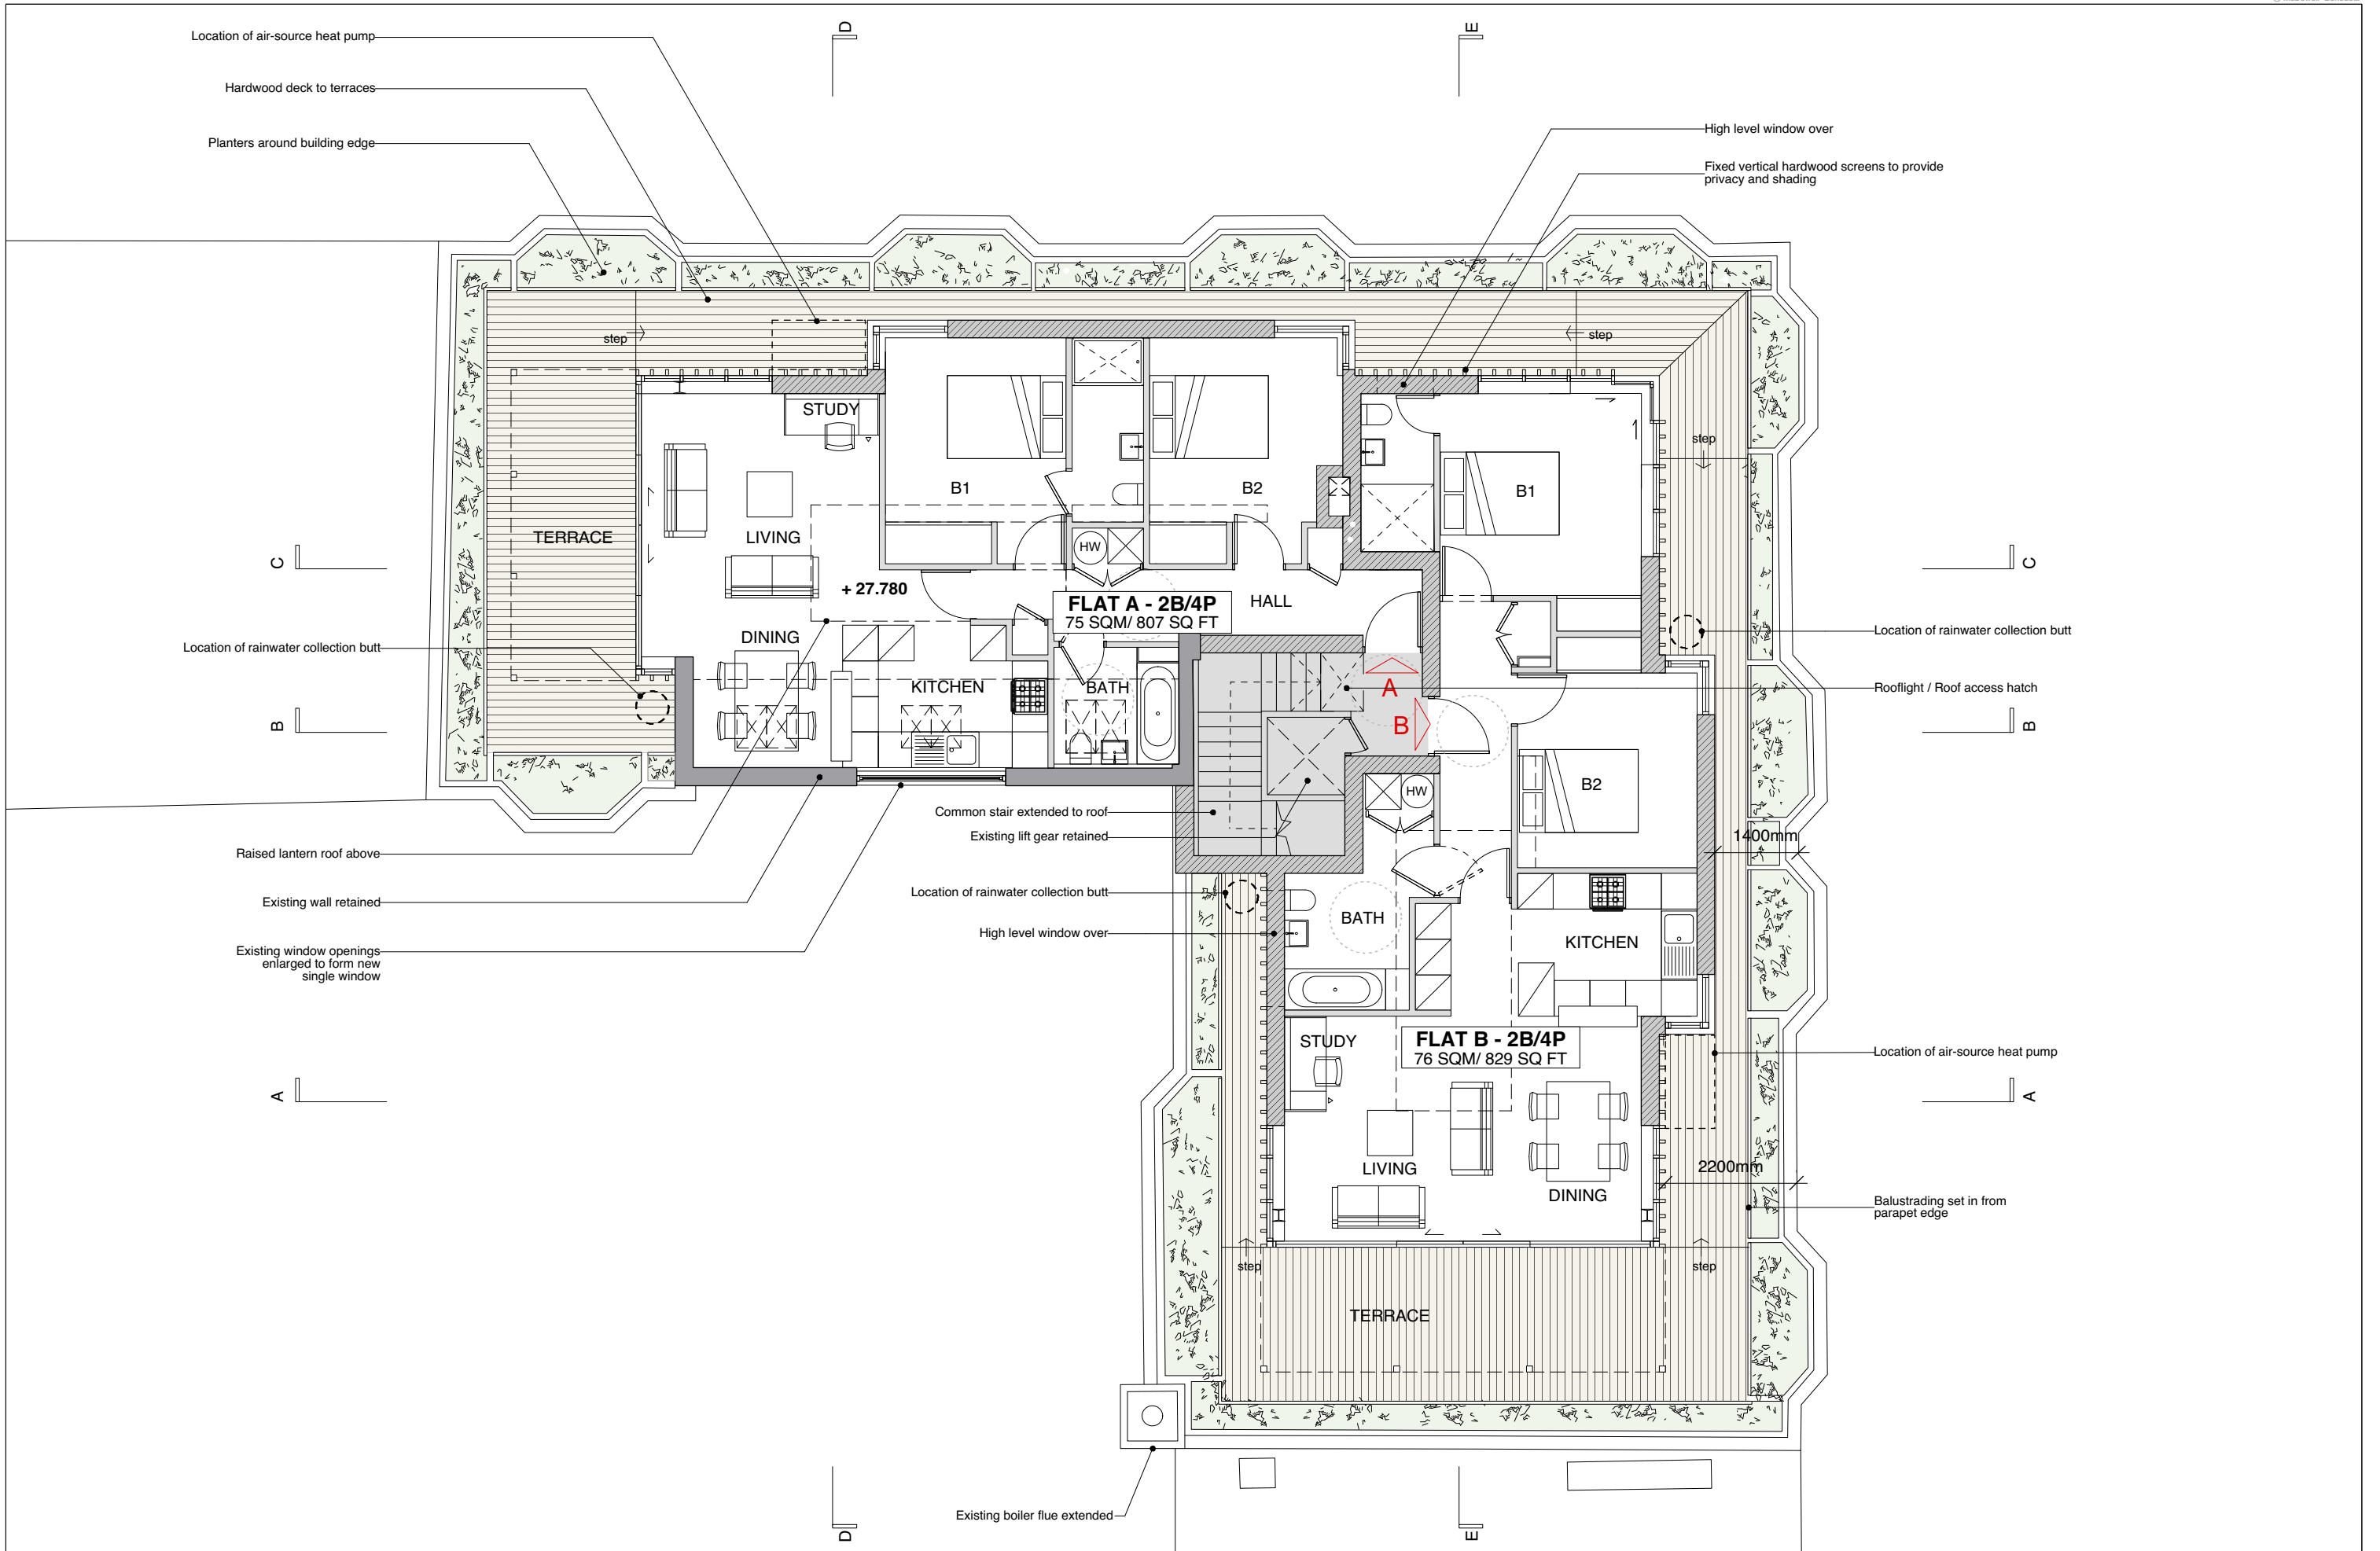 D
E
Location of air-source heat pump
Hardwood deck to terraces
Planters around building edge
High level window over
Fixed vertical hardwood screens to provide
privacy and shading
step
step
STUDY
step
B1
B2
B1
TERRACE
LIVING
HW
C
C
+ 27.780
FLAT A - 2B/4P
75 SQM/ 807 SQ FT
HALL
DINING
Location of rainwater collection butt
Location of rainwater collection butt
KITCHEN
BATH
A
Rooflight / Roof access hatch
B
B
B
B2
HW
Common stair extended to roof
Existing lift gear retained
1400mm
Raised lantern roof above
Existing wall retained
Location of rainwater collection butt
BATH
High level window over
KITCHEN
Existing window openings
enlarged to form new
single window
STUDY
FLAT B - 2B/4P
76 SQM/ 829 SQ FT
Location of air-source heat pump
A
A
LIVING
2200mm
DINING
Balustrading set in from
parapet edge
step
step
TERRACE
Existing boiler flue extended
D
E